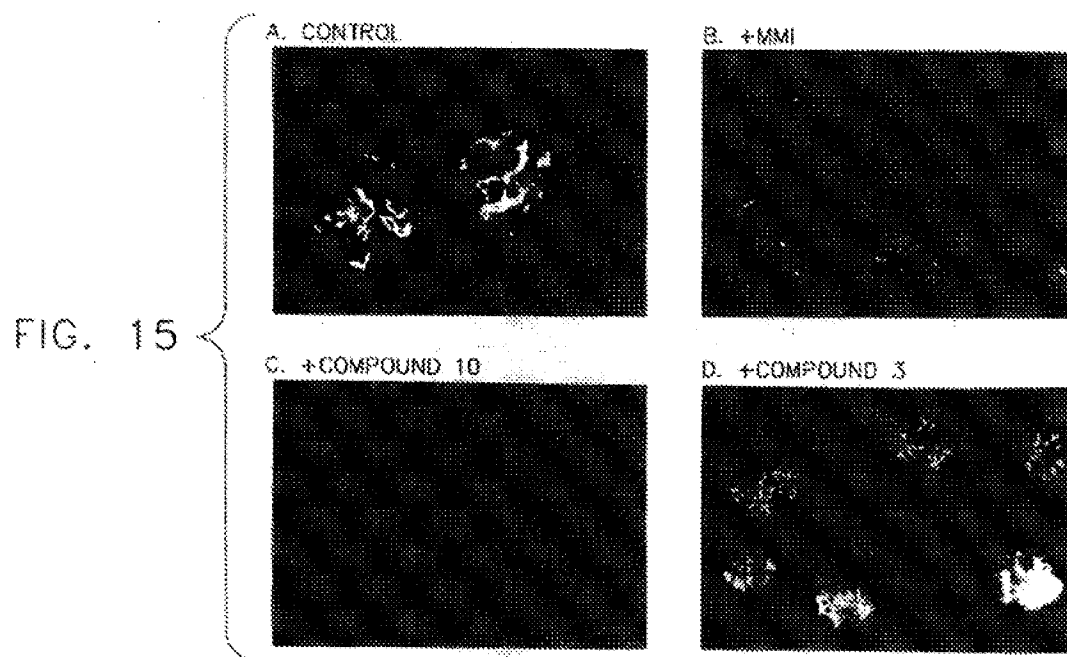 A. CONTROL
B. +MMI
FIG. 15
C. +COMPOUND 10
D. +COMPOUND 3